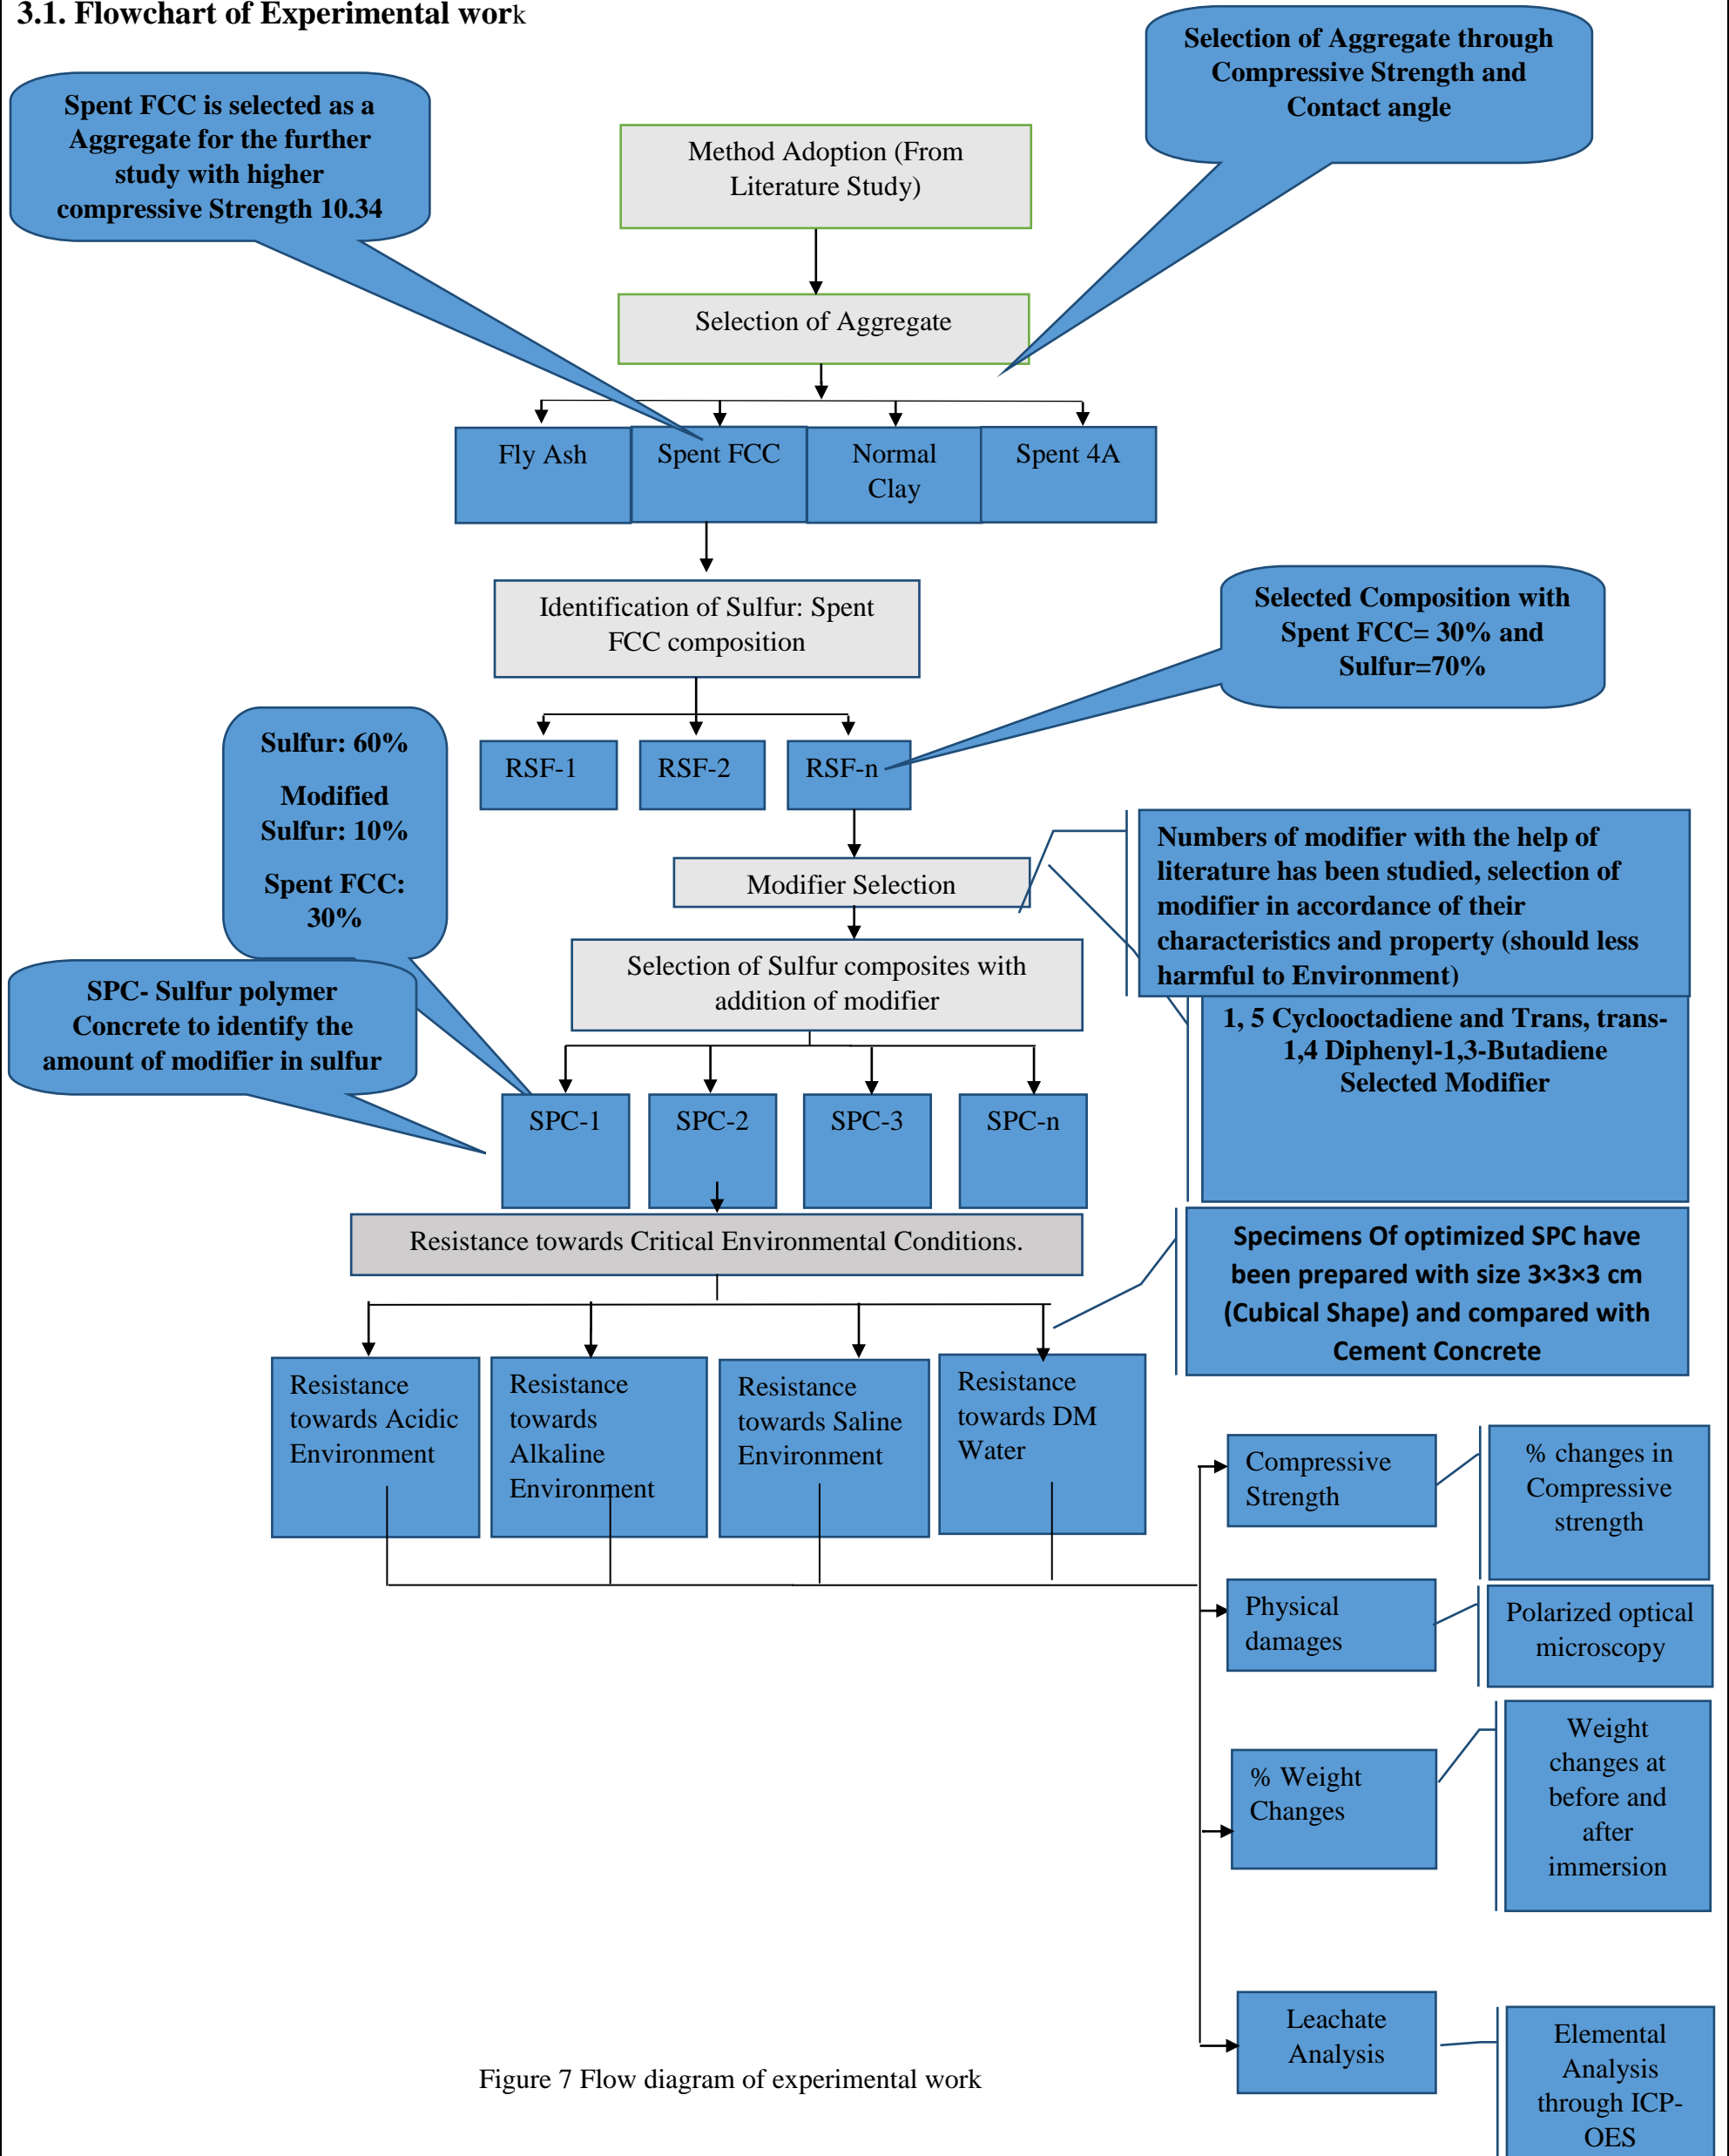 3.1. Flowchart of Experimental work
Selection of Aggregate through
Compressive Strength and
Contact angle
Spent FCC is selected as a
Aggregate for the further
study with higher
compressive Strength 10.34
Method Adoption (From
Literature Study)
Selection of Aggregate
Fly Ash
Spent FCC
Normal
Clay
Spent 4A
Identification of Sulfur: Spent
FCC composition
Selected Composition with
Spent FCC= 30% and
Sulfur=70%
RSF-1
RSF-2
RSF-n
Sulfur: 60%
Modified
Sulfur: 10%
Spent FCC:
30%
Modifier Selection
Numbers of modifier with the help of
literature has been studied, selection of
modifier in accordance of their
characteristics and property (should less
harmful to Environment)
Selection of Sulfur composites with
addition of modifier
SPC- Sulfur polymer
Concrete to identify the
amount of modifier in sulfur
1, 5 Cyclooctadiene and Trans, trans-
1,4 Diphenyl-1,3-Butadiene
Selected Modifier
SPC-1
SPC-2
SPC-3
SPC-n
Resistance towards Critical Environmental Conditions.
Specimens Of optimized SPC have
been prepared with size 3×3×3 cm
(Cubical Shape) and compared with
Cement Concrete
Resistance
towards Acidic
Environment
Resistance
towards
Alkaline
Environment
Resistance
towards Saline
Environment
Resistance
towards DM
Water
Compressive
Strength
% changes in
Compressive
strength
Physical
damages
Polarized optical
microscopy
% Weight
Changes
Weight
changes at
before and
after
immersion
Leachate
Analysis
Elemental
Analysis
through ICP-
OES
Figure 7 Flow diagram of experimental work